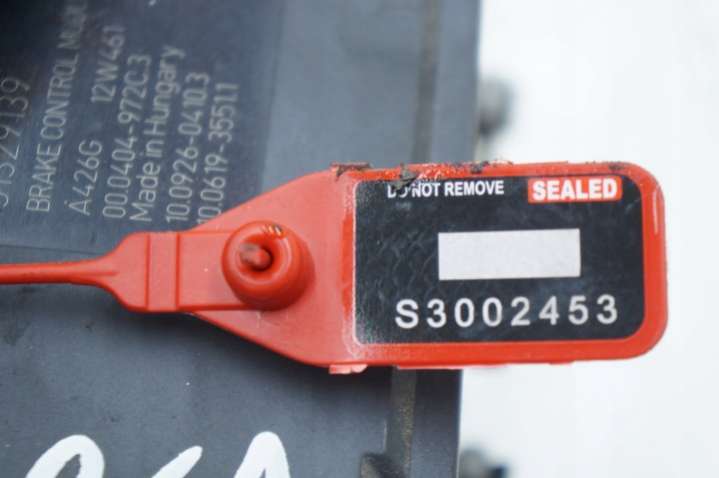 BRAKE CONTROL
A426G 12W461
00.0404-972C.3
Made in Hungary
10.0926-0410.3
10.0619-3551.1
DO NOT REMOVE SEALED
S3002453